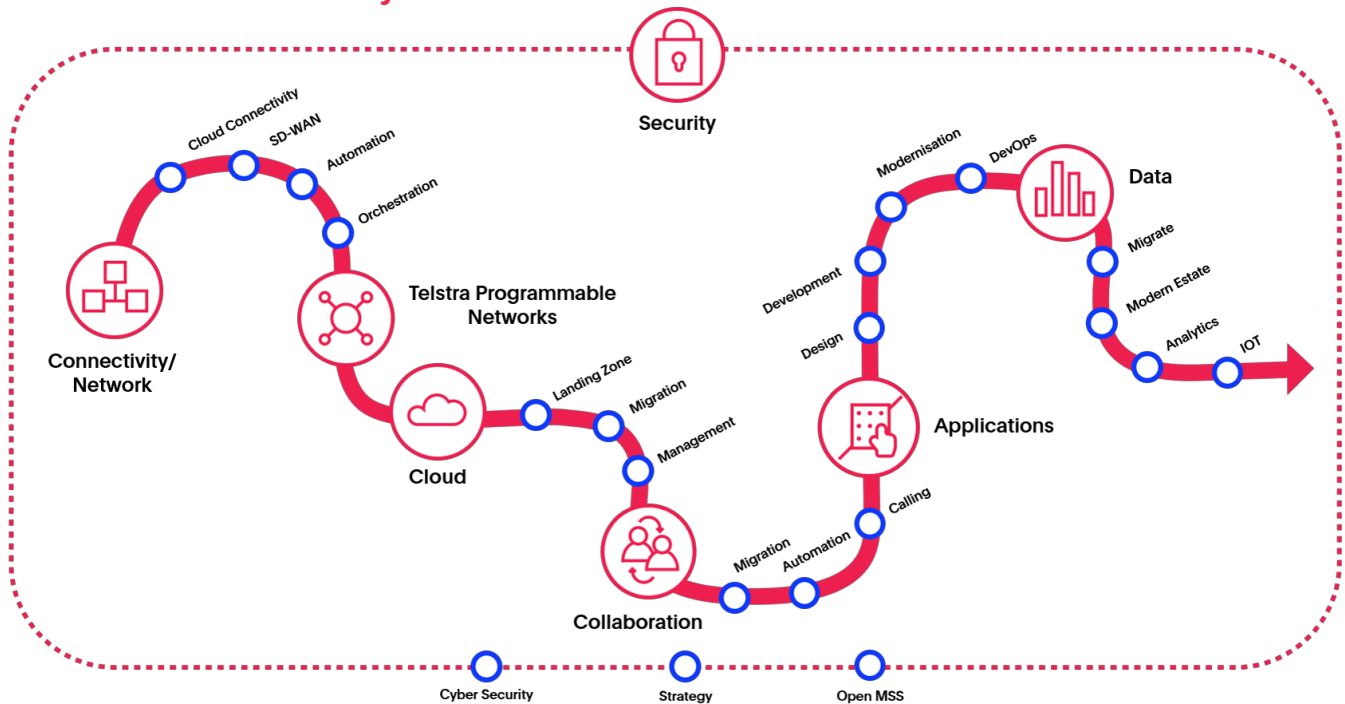 Security
Cloud Connectivity
SD-WAN
Automation
Orchestration
Connectivity/
Network
Telstra Programmable
Networks
Cloud
Landing Zone
Migration
Management
Collaboration
Migration
Automation
Calling
Applications
Design
Development
Modernisation
DevOps
Data
Migrate
Modern Estate
Analytics
IOT
Cyber Security
Strategy
Open MSS